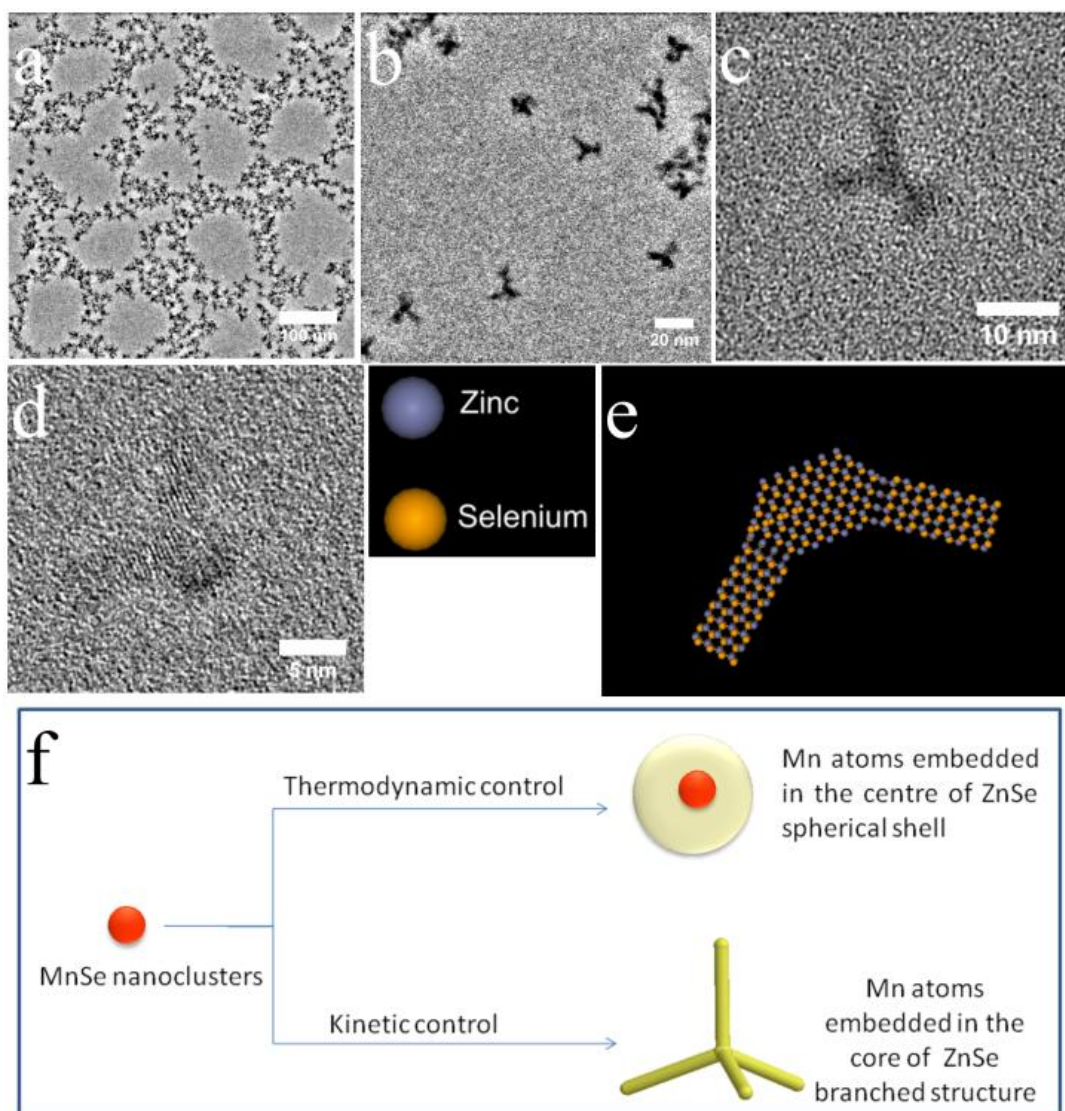 a
100 nm
b
20 nm
c
10 nm
d
5 nm
Zinc
Selenium
e
f
Thermodynamic control
Mn atoms embedded
in the centre of ZnSe
spherical shell
MnSe nanoclusters
Kinetic control
Mn atoms
embedded in the
core of ZnSe
branched structure